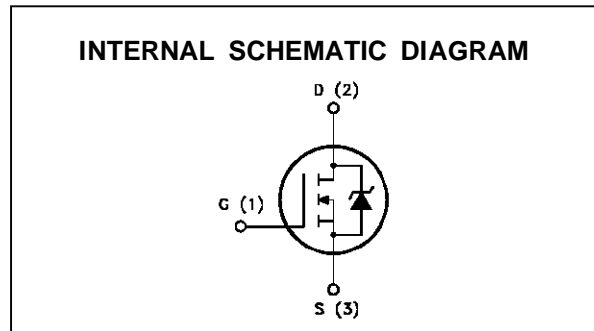 INTERNAL SCHEMATIC DIAGRAM
D (2)
G (1)
S (3)